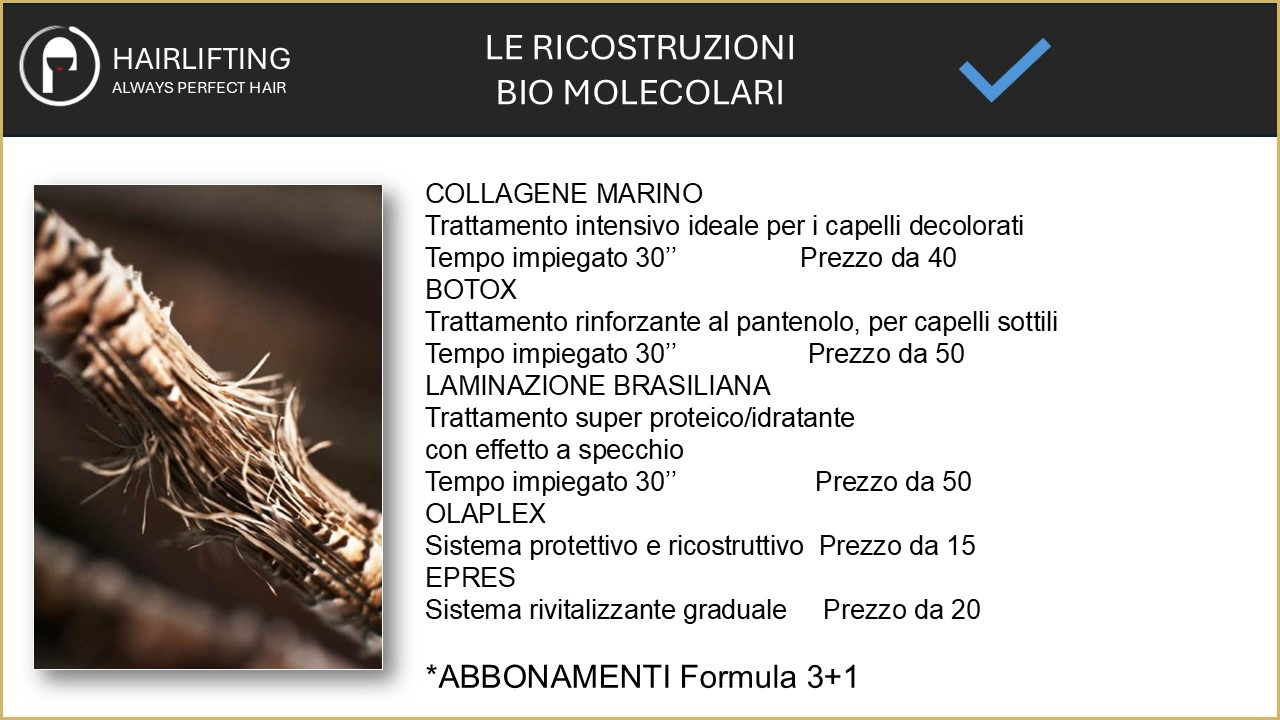 HAIRLIFTING
ALWAYS PERFECT HAIR
LE RICOSTRUZIONI
BIO MOLECOLARI
COLLAGENE MARINO
Trattamento intensivo ideale per i capelli decolorati
Tempo impiegato 30’’ Prezzo da 40
BOTOX
Trattamento rinforzante al pantenolo, per capelli sottili
Tempo impiegato 30’’ Prezzo da 50
LAMINAZIONE BRASILIANA
Trattamento super proteico/idratante
con effetto a specchio
Tempo impiegato 30’’ Prezzo da 50
OLAPLEX
Sistema protettivo e ricostruttivo Prezzo da 15
EPRES
Sistema rivitalizzante graduale Prezzo da 20
*ABBONAMENTI Formula 3+1